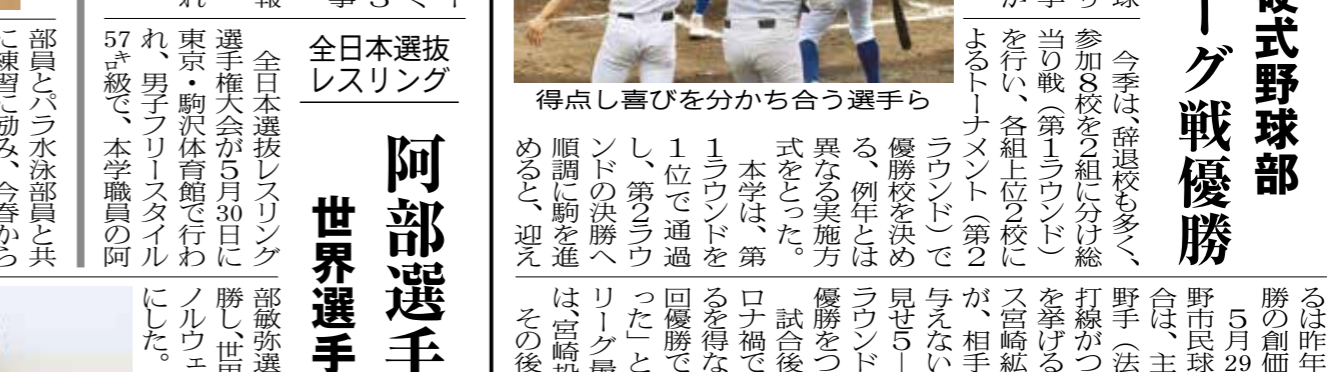 式野球部
ーグ戦優勝
今季は、辞退校も多く、
参加8校を2組に分け総
当り戦(第1ラウンド)
を行い、各組上位2校に
よるトーナメント(第2
ラウンド)で
優勝校を決め
る、例年とは
異なる実施方
式をとった。
本学は、第
1ラウンドを
1位で通過
し、第2ラウ
ンドの決勝へ
順調に駒を進
めると、迎え
るは昨年
勝の創価
5月29
野市民球
合は、主
野手(法
打線がつ
を挙げる
ス宮崎紘
が、相手
与えない
見せ5―
ラウンド
優勝をつ
試合後
ロナ禍で
るを得な
回優勝で
った」と
リーグ最
は、宮崎投
その後
得点し喜びを分かち合う選手ら
阿部選手
世界選手
全日本選抜
レスリング
全日本選抜レスリング
選手権大会が5月30日に
東京・駒沢体育館で行わ
れ、男子フリースタイル
57㌔級で、本学職員の阿
部敏弥選
勝し、世界
ノルウェ
にした。
部員とパラ水泳部員と共
に練習に励み、今春から